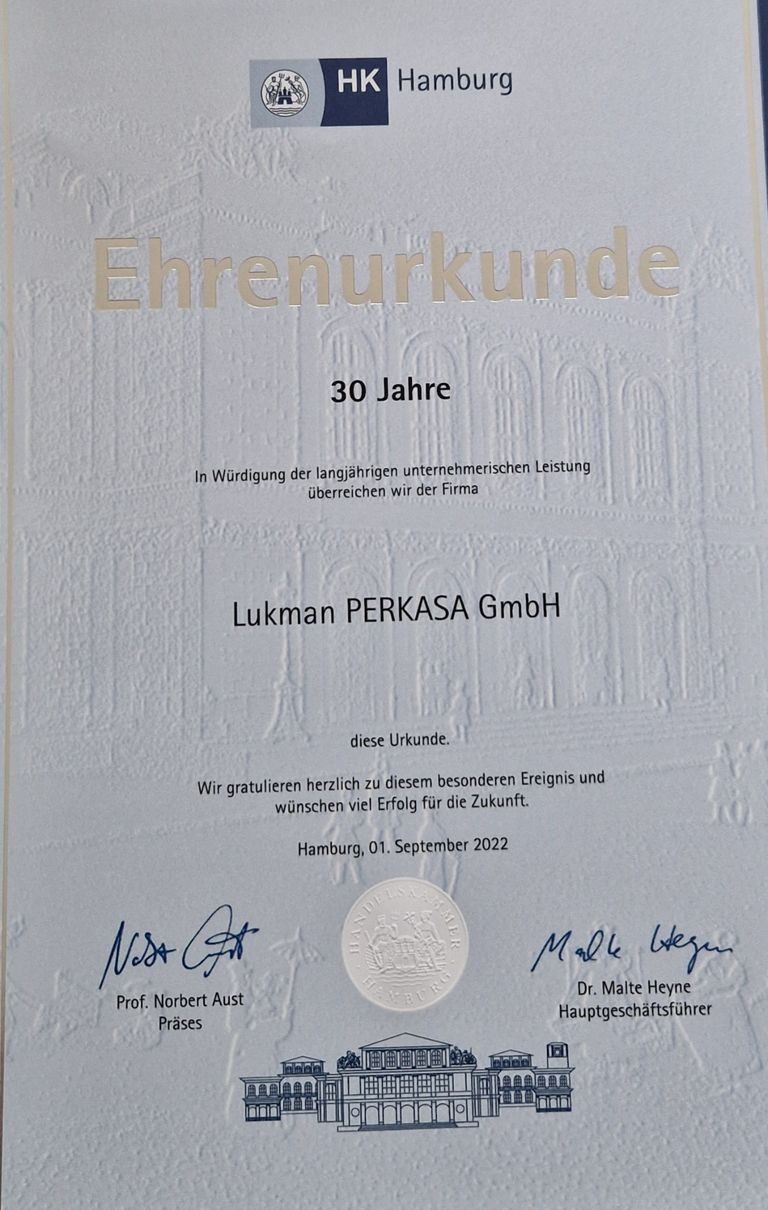 HK Hamburg
Ehrenurkunde
30 Jahre
In Würdigung der langjährigen unternehmerischen Leistung
überreichen wir der Firma
Lukman PERKASA GmbH
diese Urkunde.
Wir gratulieren herzlich zu diesem besonderen Ereignis und
wünschen viel Erfolg für die Zukunft.
Hamburg, 01. September 2022
HANDELSKAMMER
HAMBURG
Prof. Norbert Aust
Präses
Malte Heyne
Dr. Malte Heyne
Hauptgeschäftsführer